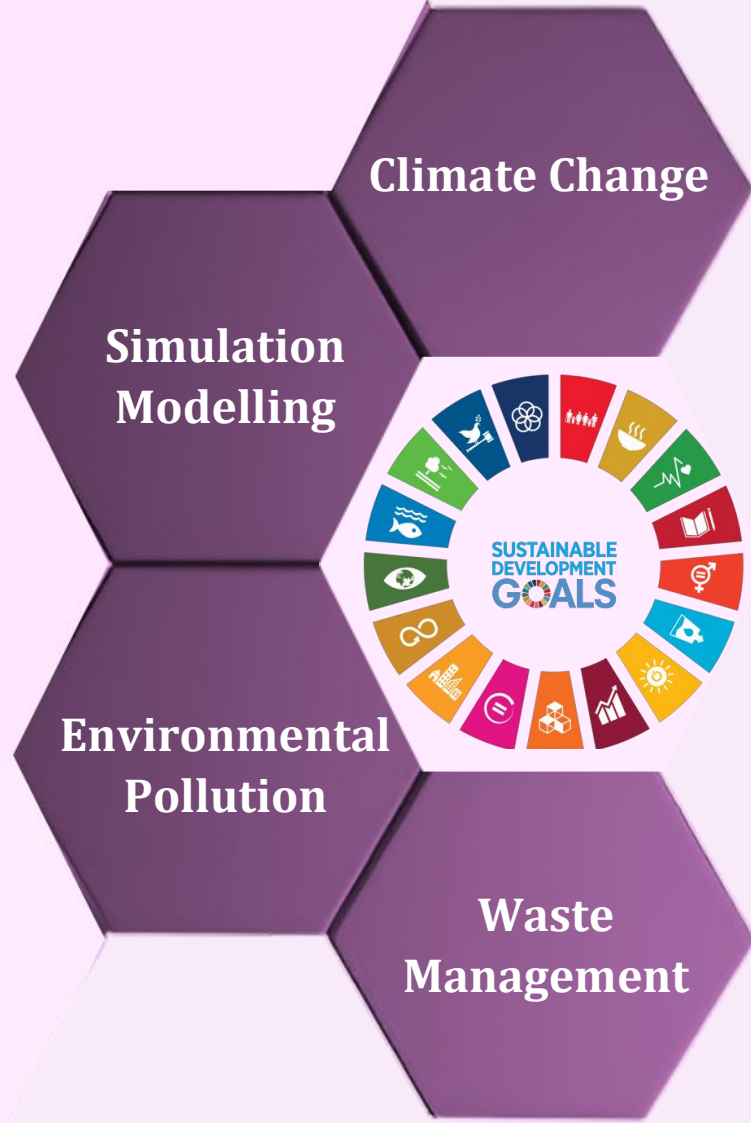 Climate Change
Simulation
Modelling
SUSTAINABLE
DEVELOPMENT
GOALS
Environmental
Pollution
Waste
Management